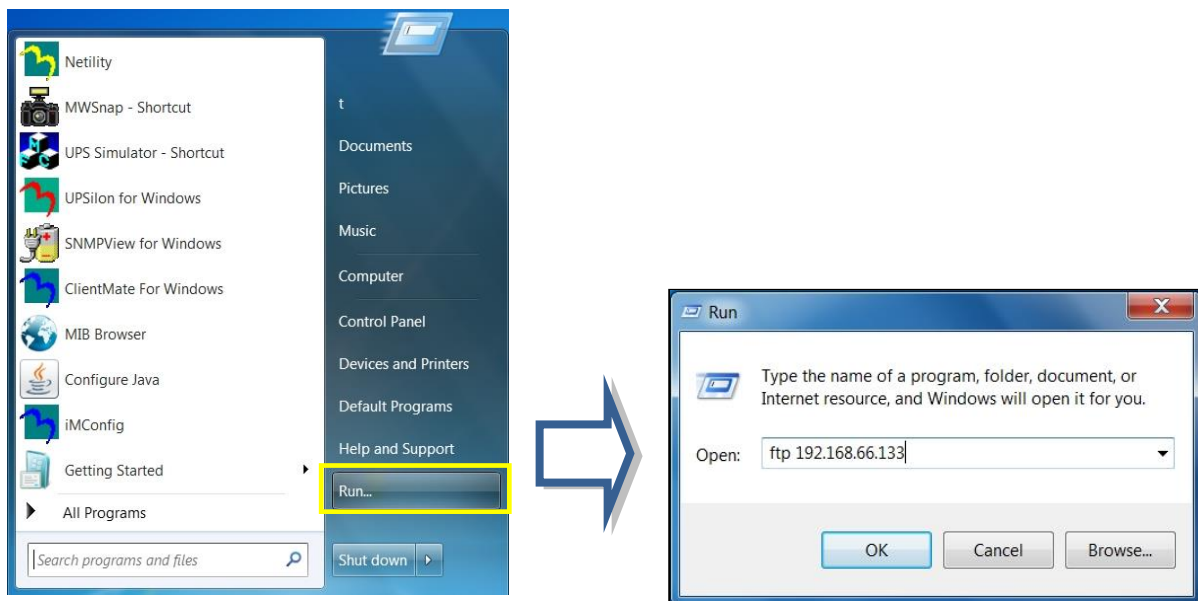 Netility
MWSnap - Shortcut
UPS Simulator - Shortcut
UPSilon for Windows
SNMPView for Windows
ClientMate For Windows
MIB Browser
Configure Java
iMConfig
Getting Started
All Programs
Search programs and files
t
Documents
Pictures
Music
Computer
Control Panel
Devices and Printers
Default Programs
Help and Support
Run...
Shut down
Run
Type the name of a program, folder, document, or
Internet resource, and Windows will open it for you.
Open: ftp 192.168.66.133
OK Cancel Browse...